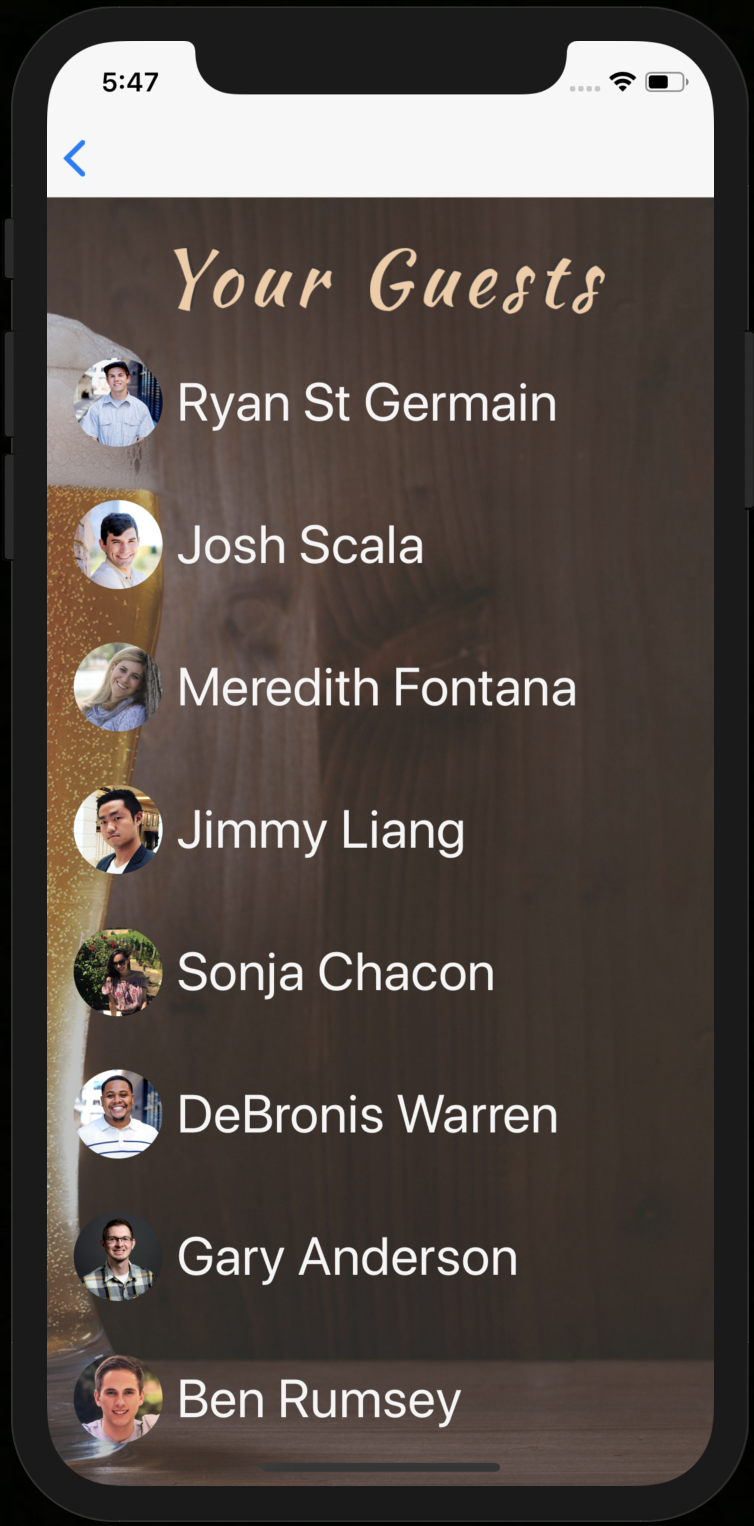 5:47
Your Guests
Ryan St Germain
Josh Scala
Meredith Fontana
Jimmy Liang
Sonja Chacon
DeBronis Warren
Gary Anderson
Ben Rumsey